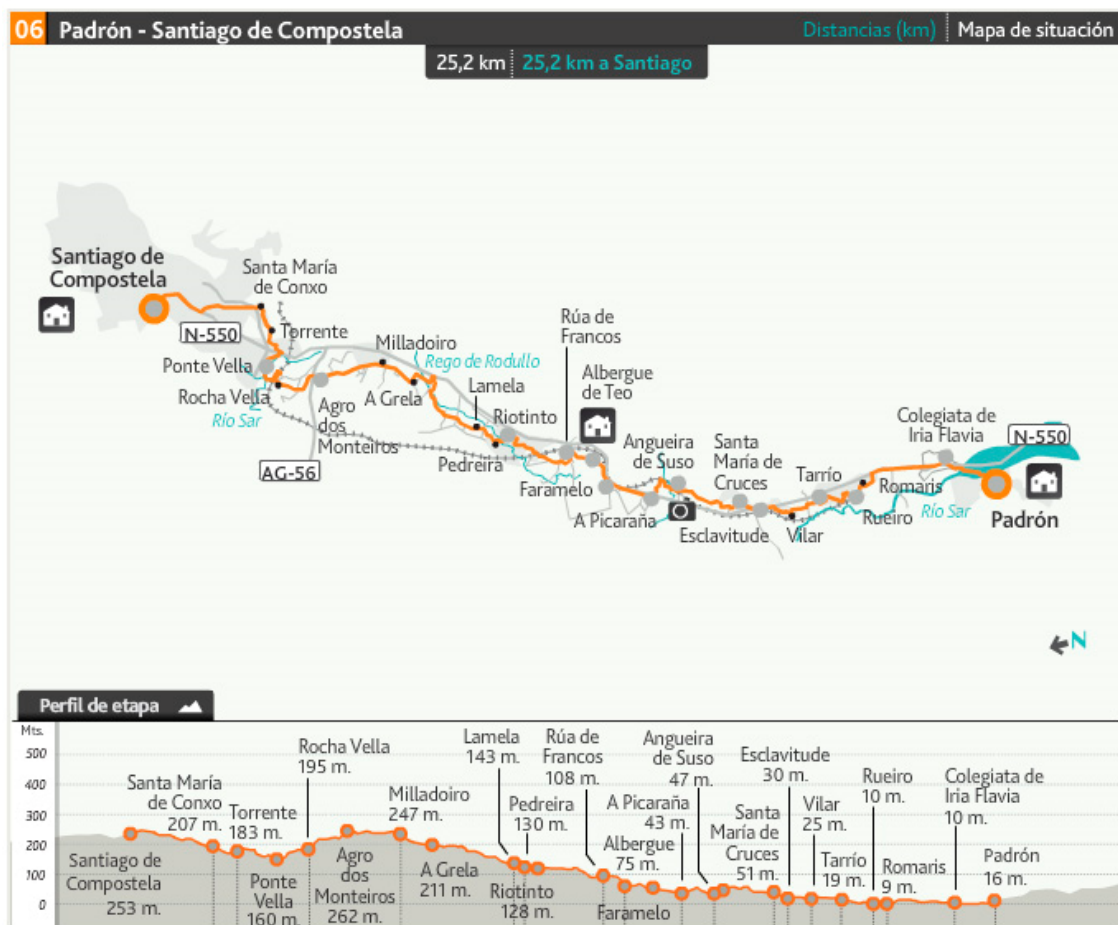 06 Padrón - Santiago de Compostela
Distancias (km) Mapa de situación
25,2 km 25,2 km a Santiago
Santiago de
Compostela
Santa María
de Conxo
N-550
Torrente
Ponte Vella
Rocha Vella
Río Sar
Milladoiro
Rego de Rodullo
A Grela
Agro
dos
Monteiros
AG-56
Lamela
Riotinto
Pedreira
Rúa de
Francos
Albergue
de Teo
Faramelo
Angueira
de Suso
A Picaraña
Santa
María de
Cruces
Esclavitude
Vilar
Tarrío
Rueiro
Romaris
Colegiata de
Iria Flavia
N-550
Río Sar
Padrón
N
Perfil de etapa
Mts.
500
400
300
200
100
0
Santiago de
Compostela
253 m.
Santa María
de Conxo
207 m.
Torrente
183 m.
Ponte
Vella
160 m.
Rocha Vella
195 m.
Agro
dos
Monteiros
262 m.
Milladoiro
247 m.
A Grela
211 m.
Lamela
143 m.
Pedreira
130 m.
Riotinto
128 m.
Rúa de
Francos
108 m.
Albergue
75 m.
Faramelo
A Picaraña
43 m.
Angueira
de Suso
47 m.
Santa
María de
Cruces
51 m.
Esclavitude
30 m.
Vilar
25 m.
Tarrío
19 m.
Rueiro
10 m.
Romaris
9 m.
Colegiata de
Iria Flavia
10 m.
Padrón
16 m.